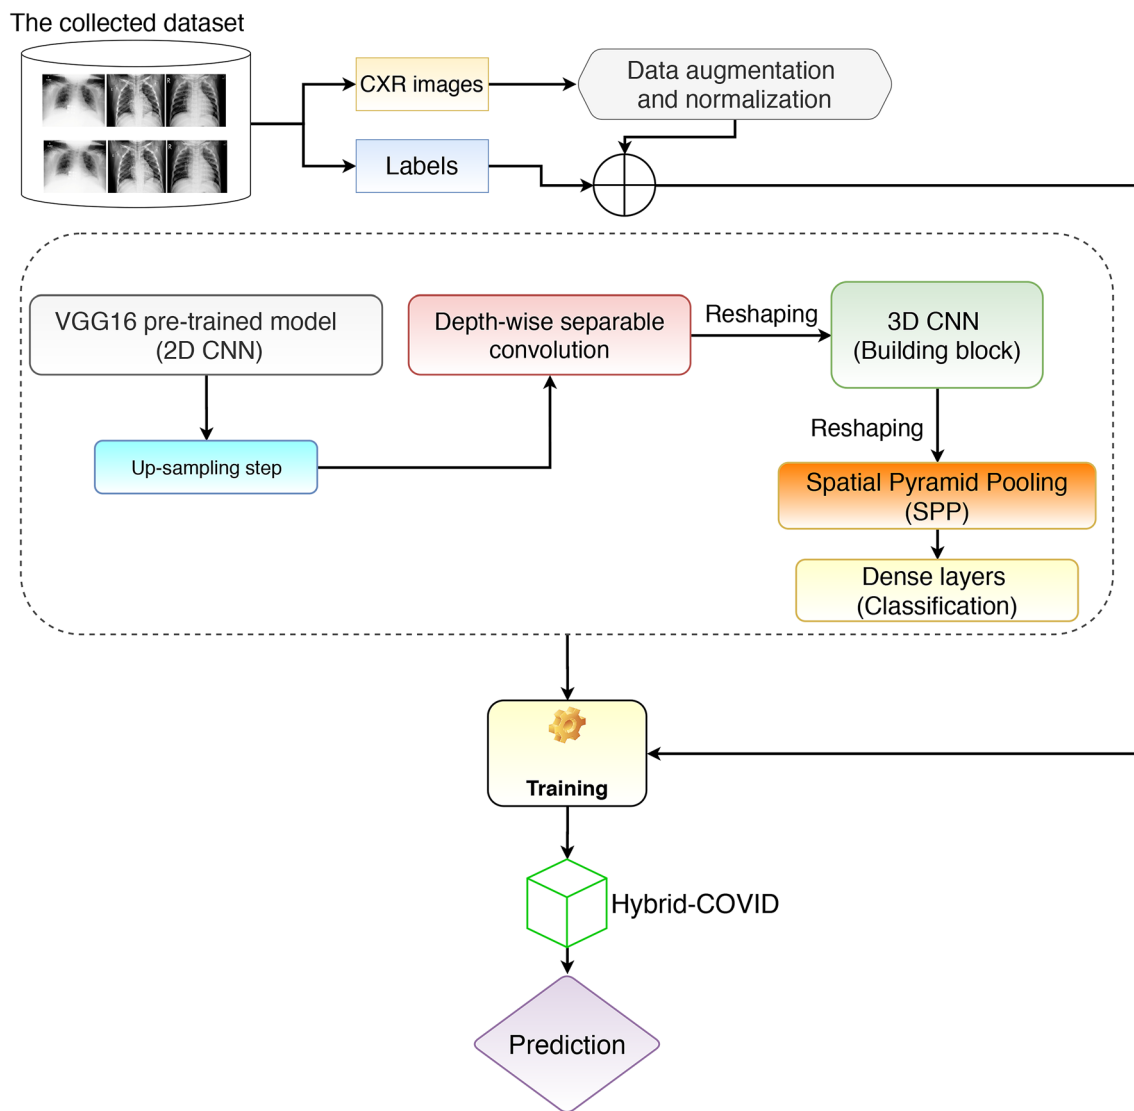 The collected dataset
CXR images
Data augmentation
and normalization
Labels
VGG16 pre-trained model
(2D CNN)
Up-sampling step
Depth-wise separable
convolution
Reshaping
3D CNN
(Building block)
Reshaping
Spatial Pyramid Pooling
(SPP)
Dense layers
(Classification)
Training
Hybrid-COVID
Prediction